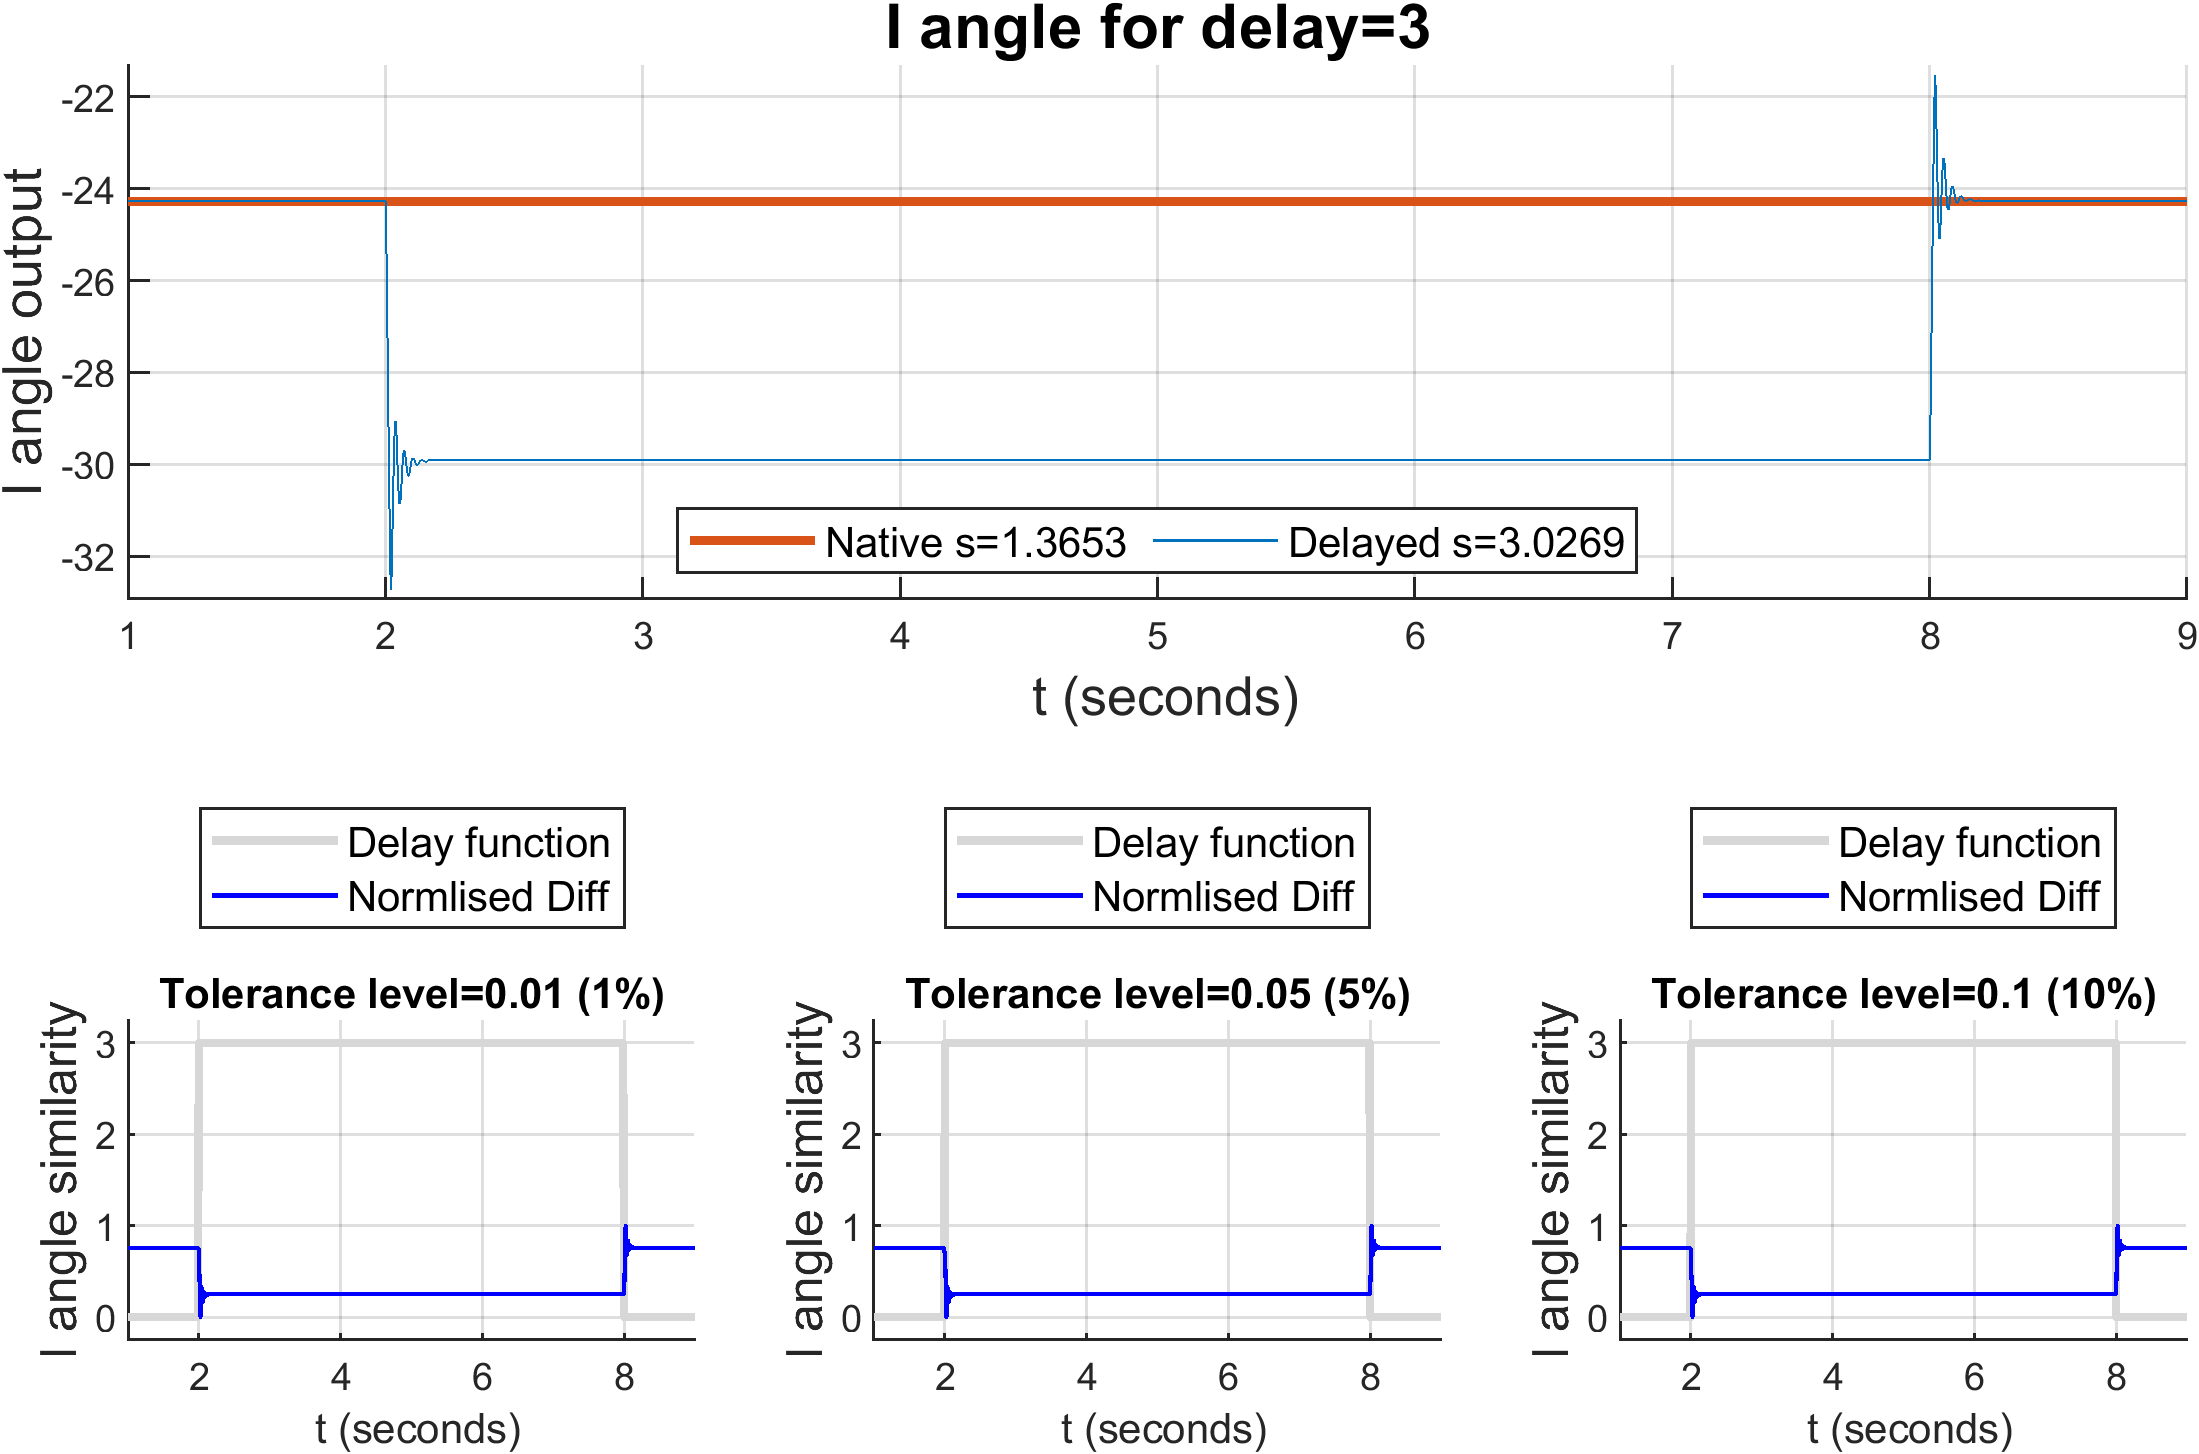 I angle for delay=3
I angle output
-22
-24
-26
-28
-30
-32
Native s=1.3653 Delayed s=3.0269
1 2 3 4 5 6 7 8 9
t (seconds)
Delay function
Normlised Diff
Delay function
Normlised Diff
Delay function
Normlised Diff
Tolerance level=0.01 (1%)
I angle similarity
3
2
1
0
2 4 6 8
t (seconds)
Tolerance level=0.05 (5%)
I angle similarity
3
2
1
0
2 4 6 8
t (seconds)
Tolerance level=0.1 (10%)
I angle similarity
3
2
1
0
2 4 6 8
t (seconds)